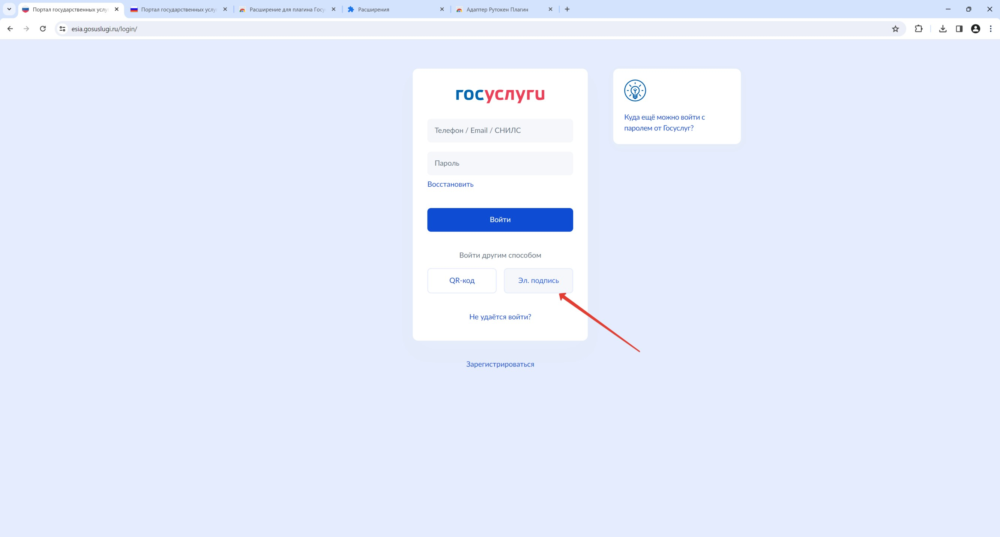 Портал государственных услу
Портал государственных услу
Расширение для плагина Госу
Расширения
Адаптер Рутокен Плагин
esia.gosuslugi.ru/login/
госуслуги
Телефон / Email / СНИЛС
Пароль
Восстановить
Войти
Войти другим способом
QR-код
Эл. подпись
Не удаётся войти?
Зарегистрироваться
Куда ещё можно войти с
паролем от Госуслуг?